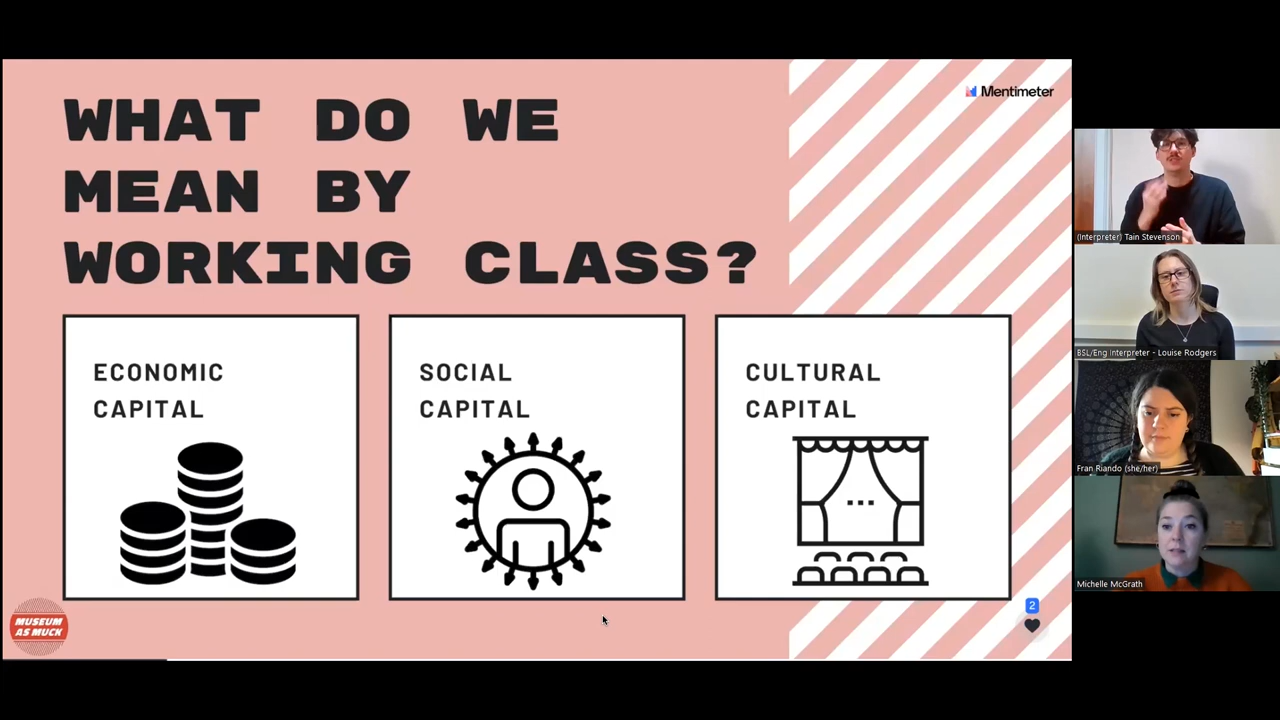 WHAT DO WE
MEAN BY
WORKING CLASS?
Mentimeter
ECONOMIC
CAPITAL
SOCIAL
CAPITAL
CULTURAL
CAPITAL
MUSEUM
AS MUCK
2
(Interpreter) Tain Stevenson
BSL/Eng Interpreter - Louise Rodgers
Fran Riando (she/her)
Michelle McGrath